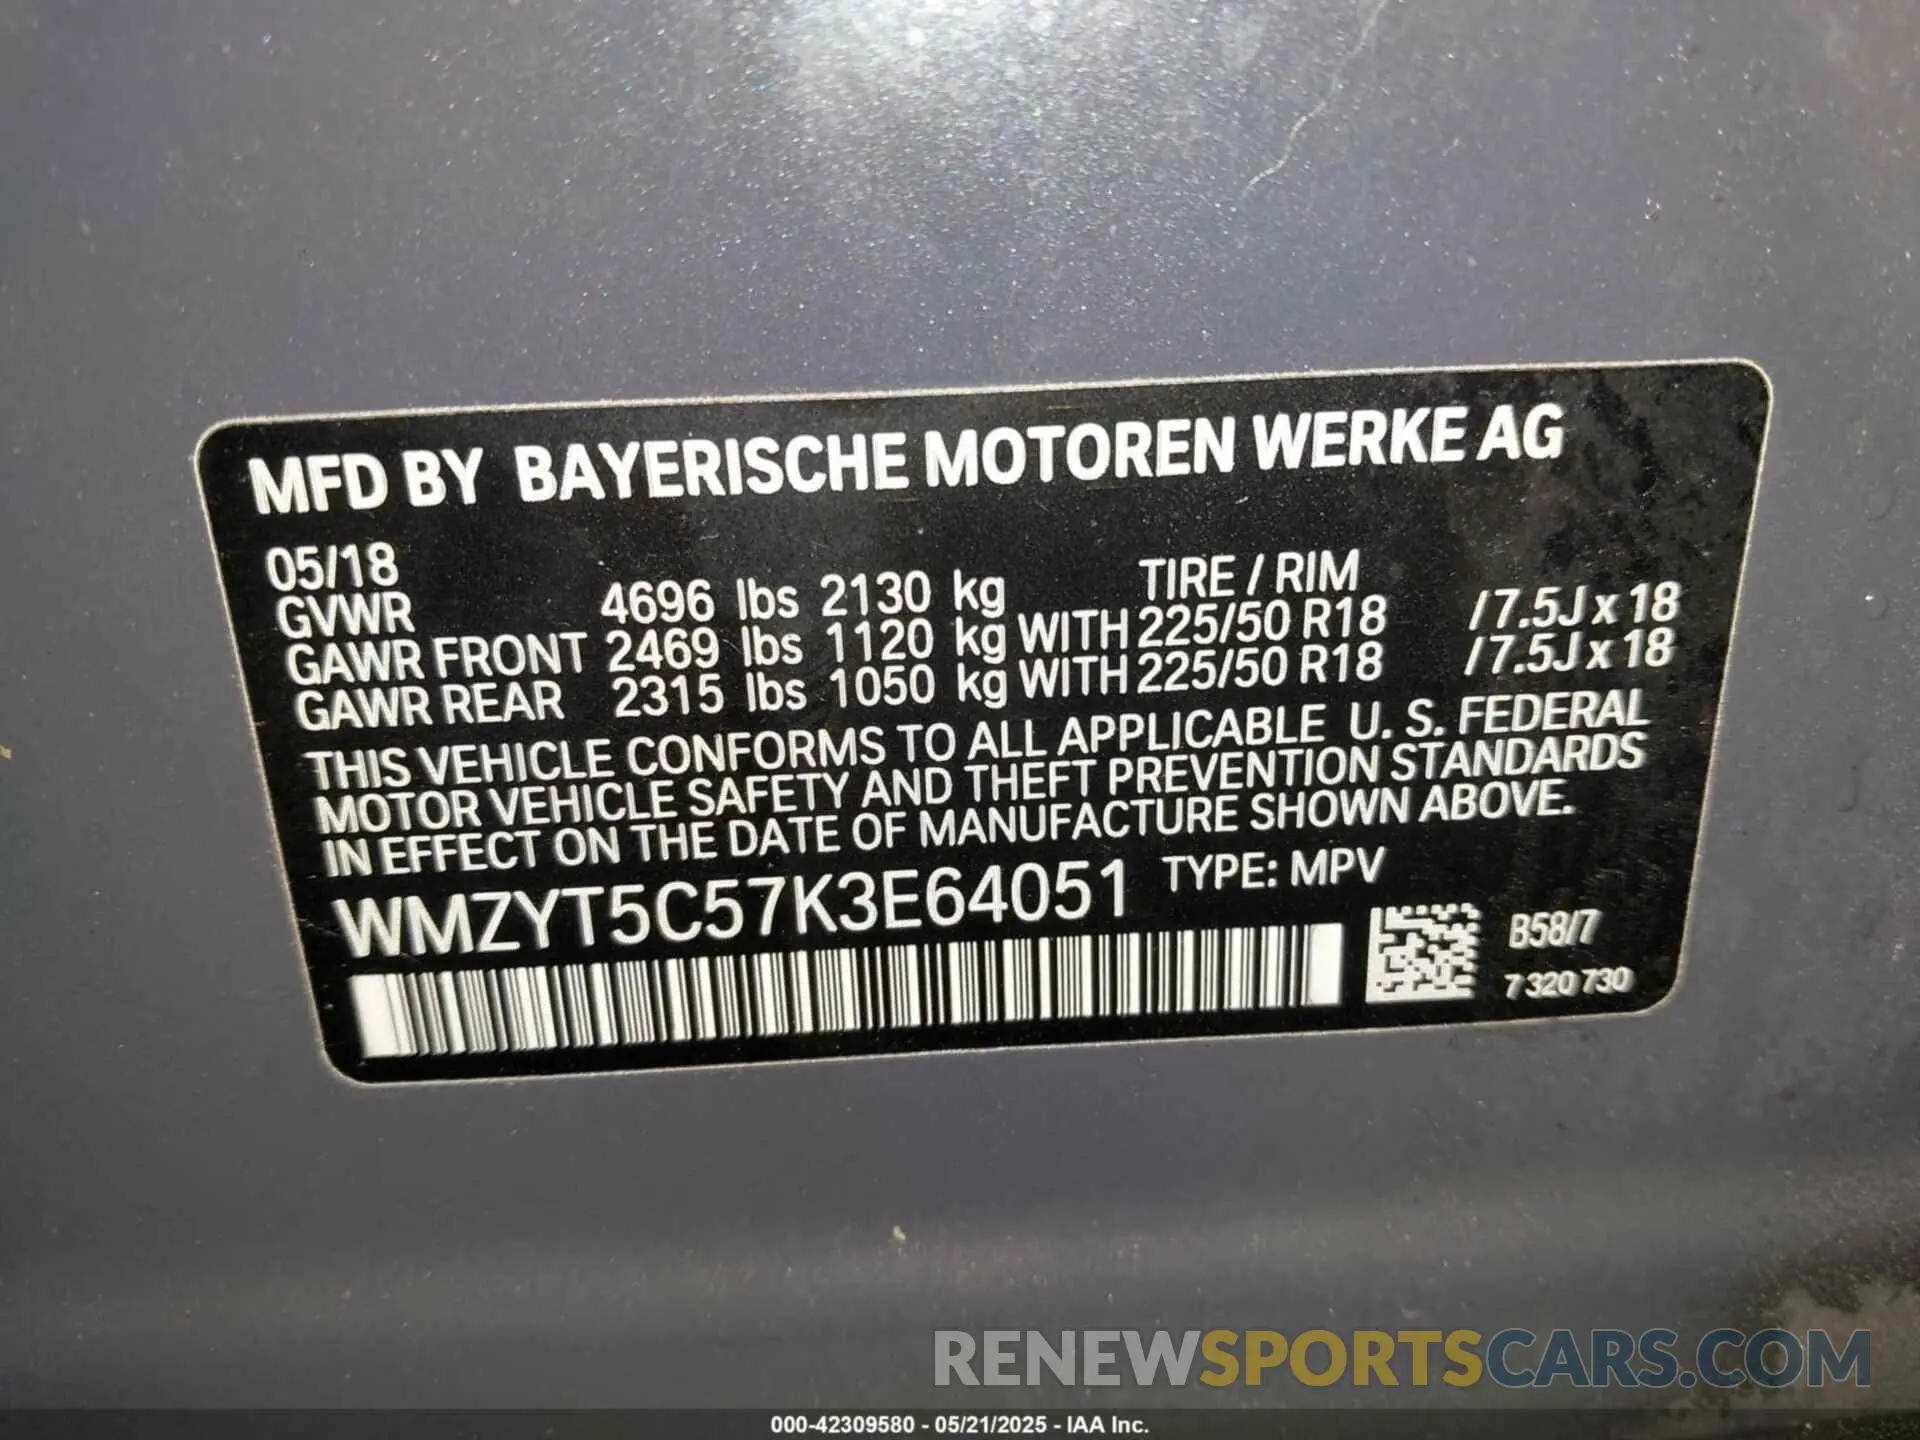 MFD BY BAYERISCHE MOTOREN WERKE AG
05/18 TIRE / RIM
GVWR 4696 lbs 2130 kg
GAWR FRONT 2469 lbs 1120 kg WITH 225/50 R18 /7.5J x 18
GAWR REAR 2315 lbs 1050 kg WITH 225/50 R18 /7.5J x 18
THIS VEHICLE CONFORMS TO ALL APPLICABLE U. S. FEDERAL
MOTOR VEHICLE SAFETY AND THEFT PREVENTION STANDARDS
IN EFFECT ON THE DATE OF MANUFACTURE SHOWN ABOVE.
WMZYT5C57K3E64051 TYPE: MPV
B58/7
7 320 730
RENEWSPORTSCARS.COM
000-42309580 - 05/21/2025 - IAA Inc.